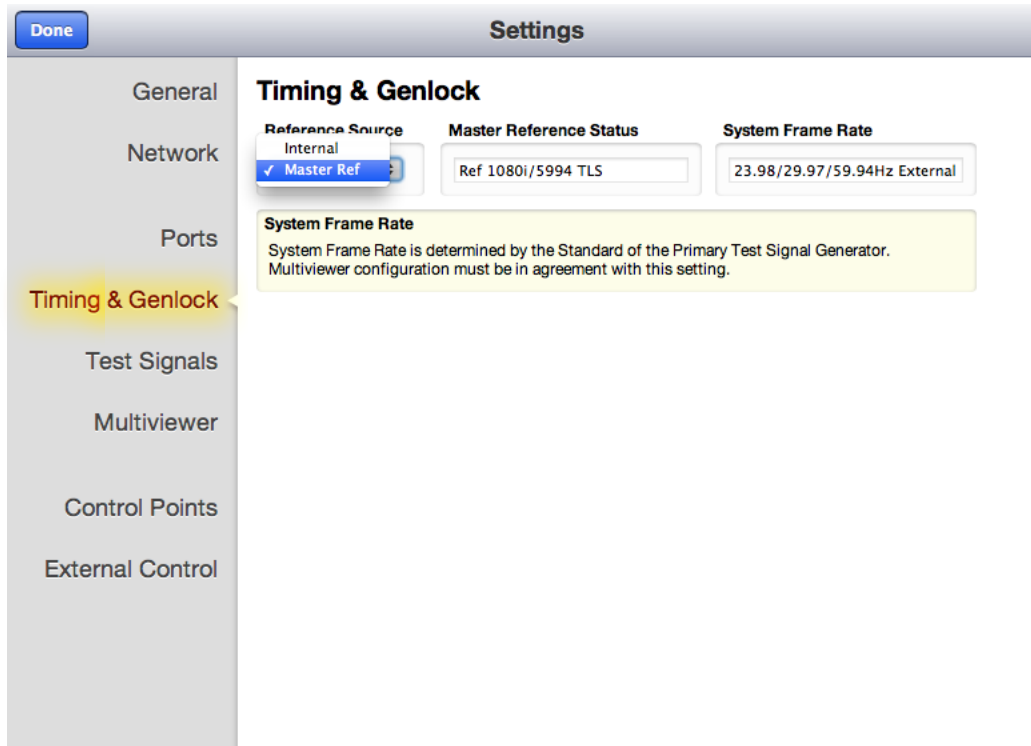 Done
Settings
General
Network
Ports
Timing & Genlock
Test Signals
Multiviewer
Control Points
External Control
Timing & Genlock
Reference Source
Internal
✓ Master Ref
Master Reference Status
Ref 1080i/5994 TLS
System Frame Rate
23.98/29.97/59.94Hz External
System Frame Rate
System Frame Rate is determined by the Standard of the Primary Test Signal Generator.
Multiviewer configuration must be in agreement with this setting.